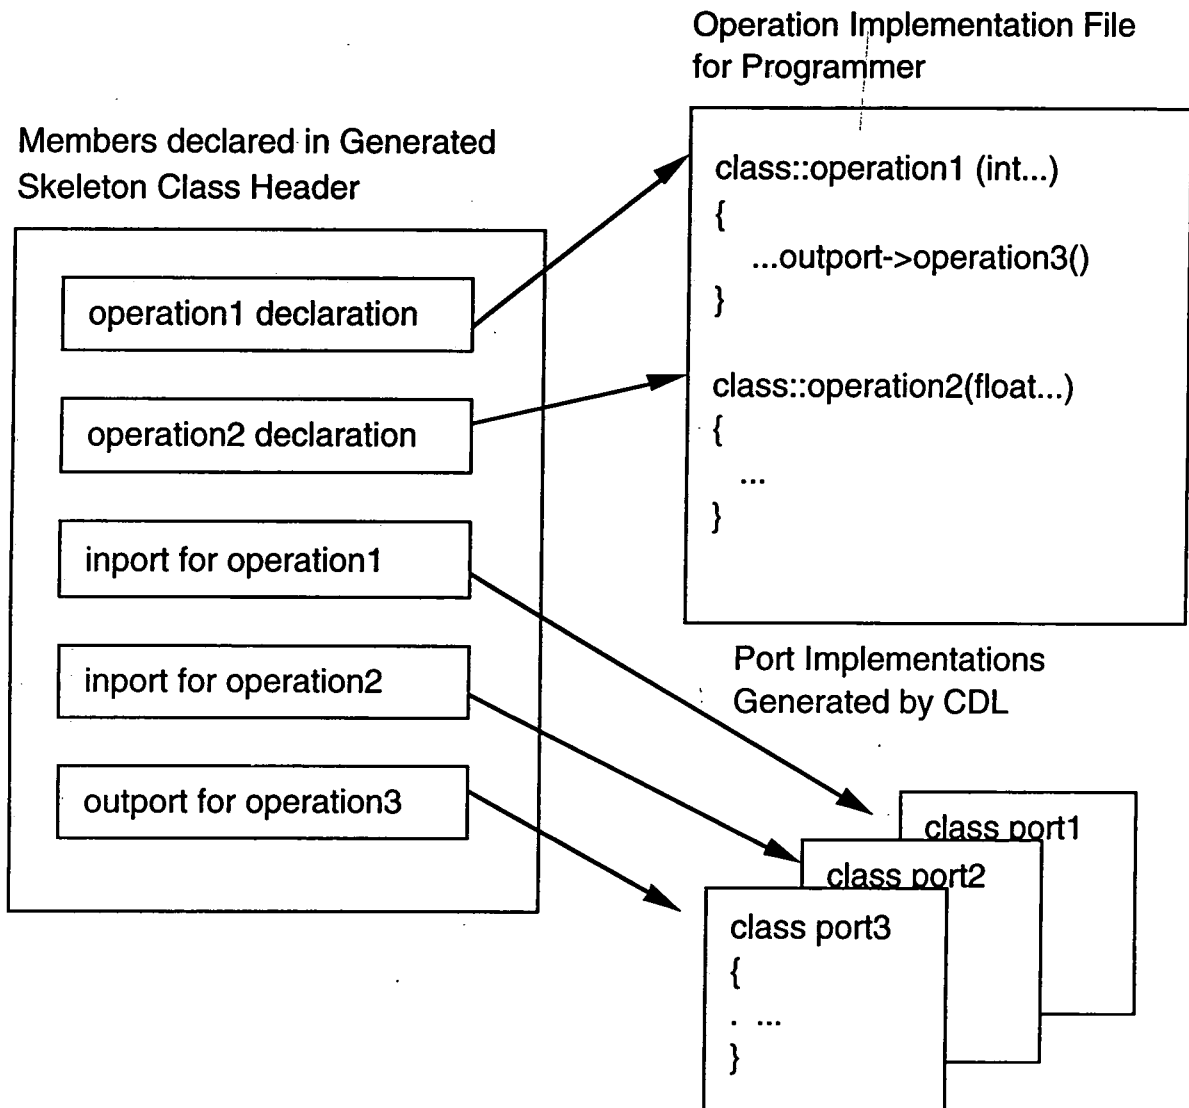 Operation Implementation File
for Programmer
Members declared in Generated
Skeleton Class Header
operation1 declaration
operation2 declaration
inport for operation1
inport for operation2
outport for operation3
class::operation1 (int...)
{
...outport->operation3()
}
class::operation2(float...)
{
...
}
Port Implementations
Generated by CDL
class port1
class port2
class port3
{
. ...
}